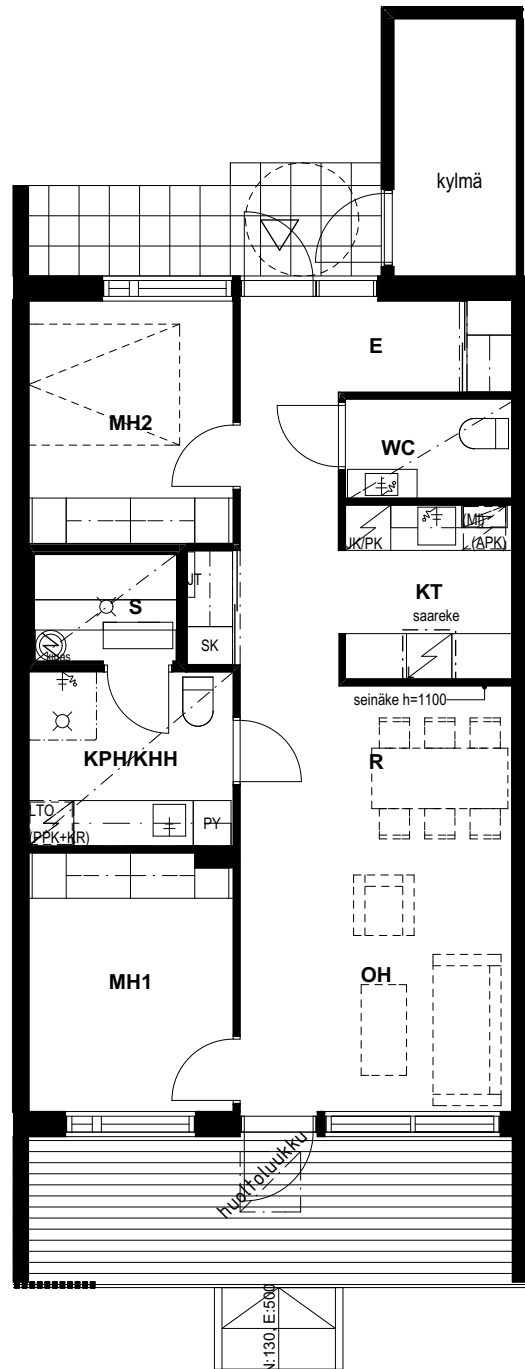 kylmä
E
MH2
WC
JK/PK
(MI)
(APK)
KT
saareke
S
JT
SK
kiuas
seinäke h=1100
KPH/KHH
R
LTO
(PPK+KR)
PY
MH1
OH
huoltoluukku
N:130, E:500